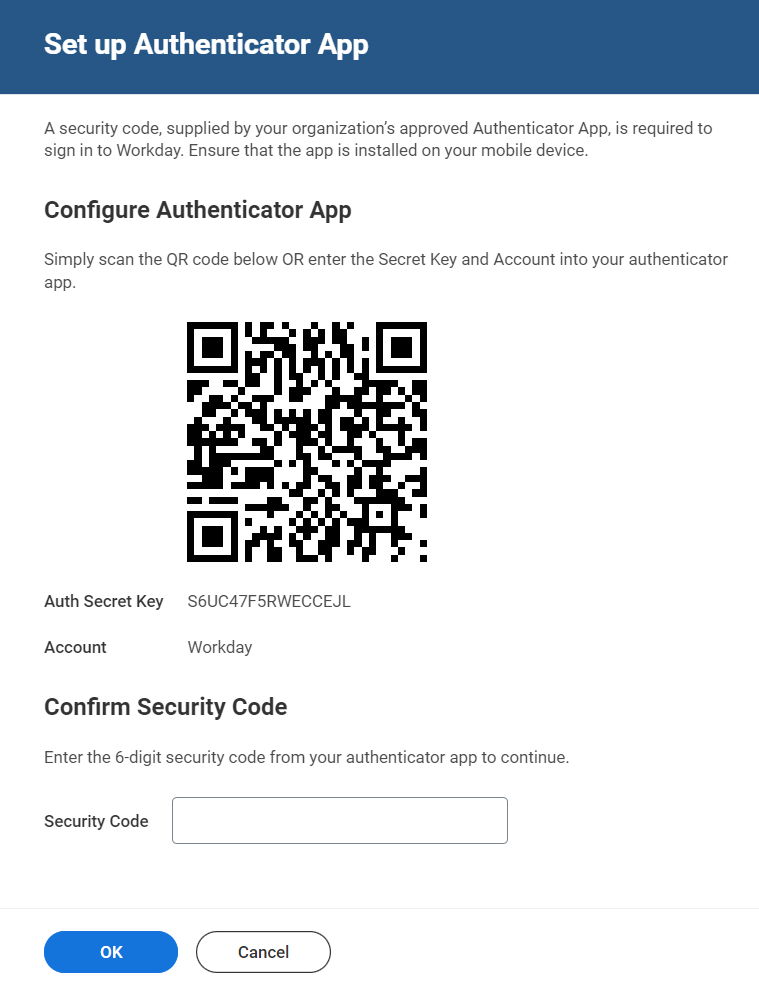 Set up Authenticator App
A security code, supplied by your organization’s approved Authenticator App, is required to
sign in to Workday. Ensure that the app is installed on your mobile device.
Configure Authenticator App
Simply scan the QR code below OR enter the Secret Key and Account into your authenticator
app.
Auth Secret Key S6UC47F5RWECCEJL
Account Workday
Confirm Security Code
Enter the 6-digit security code from your authenticator app to continue.
Security Code
OK Cancel